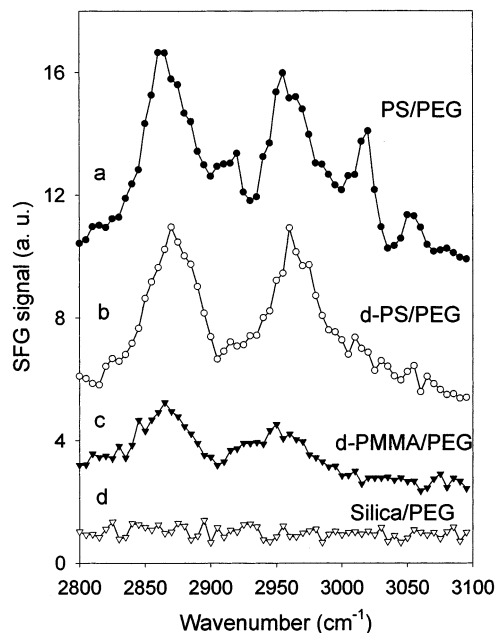 16
PS/PEG
12
a
SFG signal (a. u.)
8
b
d-PS/PEG
c
4
d-PMMA/PEG
d
Silica/PEG
0
2800 2850 2900 2950 3000 3050 3100
Wavenumber (cm⁻¹)